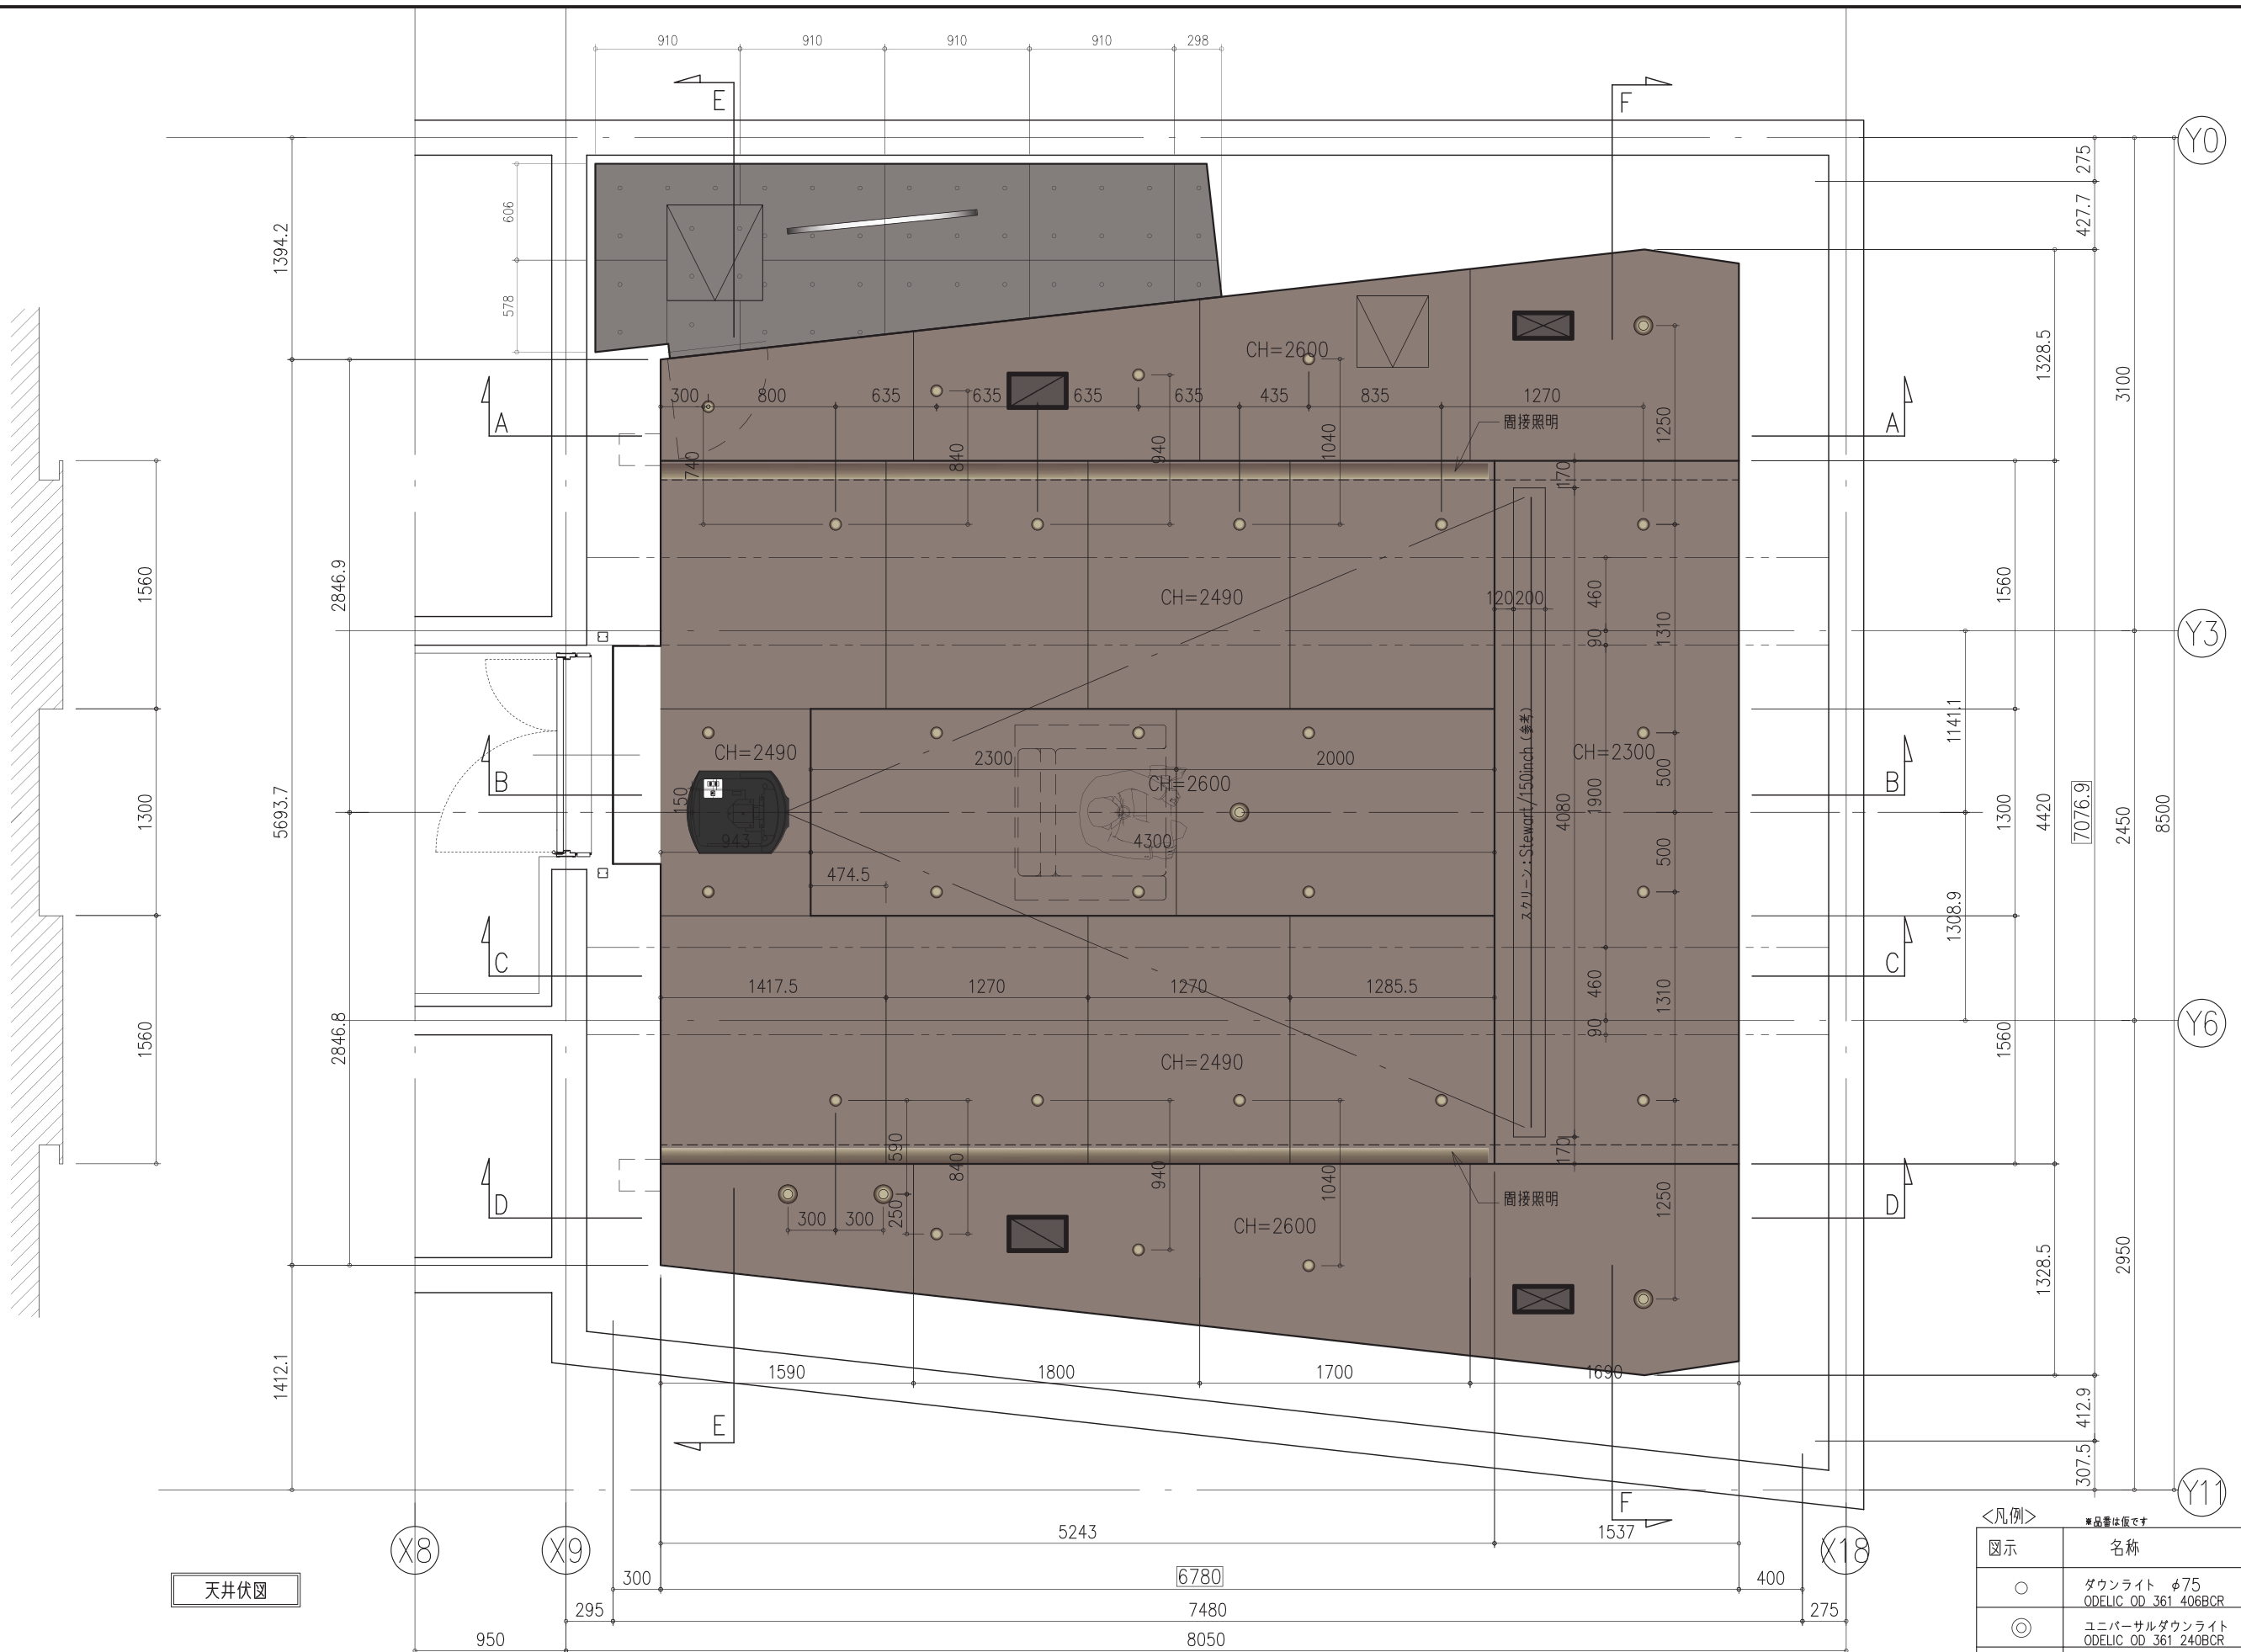 910 910 910 910 298
E F
Y0
275
427.7
606
578
1394.2
CH=2600
300 800 635 635 635 635 435 835 1270
間接照明
A A
740 840 940 1040 1250
1328.5
3100
170
1560
2846.9
5693.7
CH=2490
120 200
460
90
1310
1560
Y3
1141.1
CH=2490
2300 2000
CH=2600
CH=2300
B B
150
943
4300
474.5
スクリーン：Stewart/150inch（参考）
4080
1900
500
500
1300
1300
4420
7076.9
2450
8500
1308.9
C C
1417.5 1270 1270 1285.5
460
90
1310
1560
1560
Y6
2846.8
CH=2490
590
840 940 1040
170
間接照明
D D
300 300
250
CH=2600
1250
1328.5
2950
1412.1
1590 1800 1700 1690
E
412.9
307.5
F
Y11
5243 1537
X8 X9 X18
天井伏図
300 6780 400
295 7480 275
950 8050
<凡例> ※品番は仮です
図示 名称
ダウンライト φ75
ODELIC OD 361 406BCR
ユニバーサルダウンライト
ODELIC OD 361 240BCR